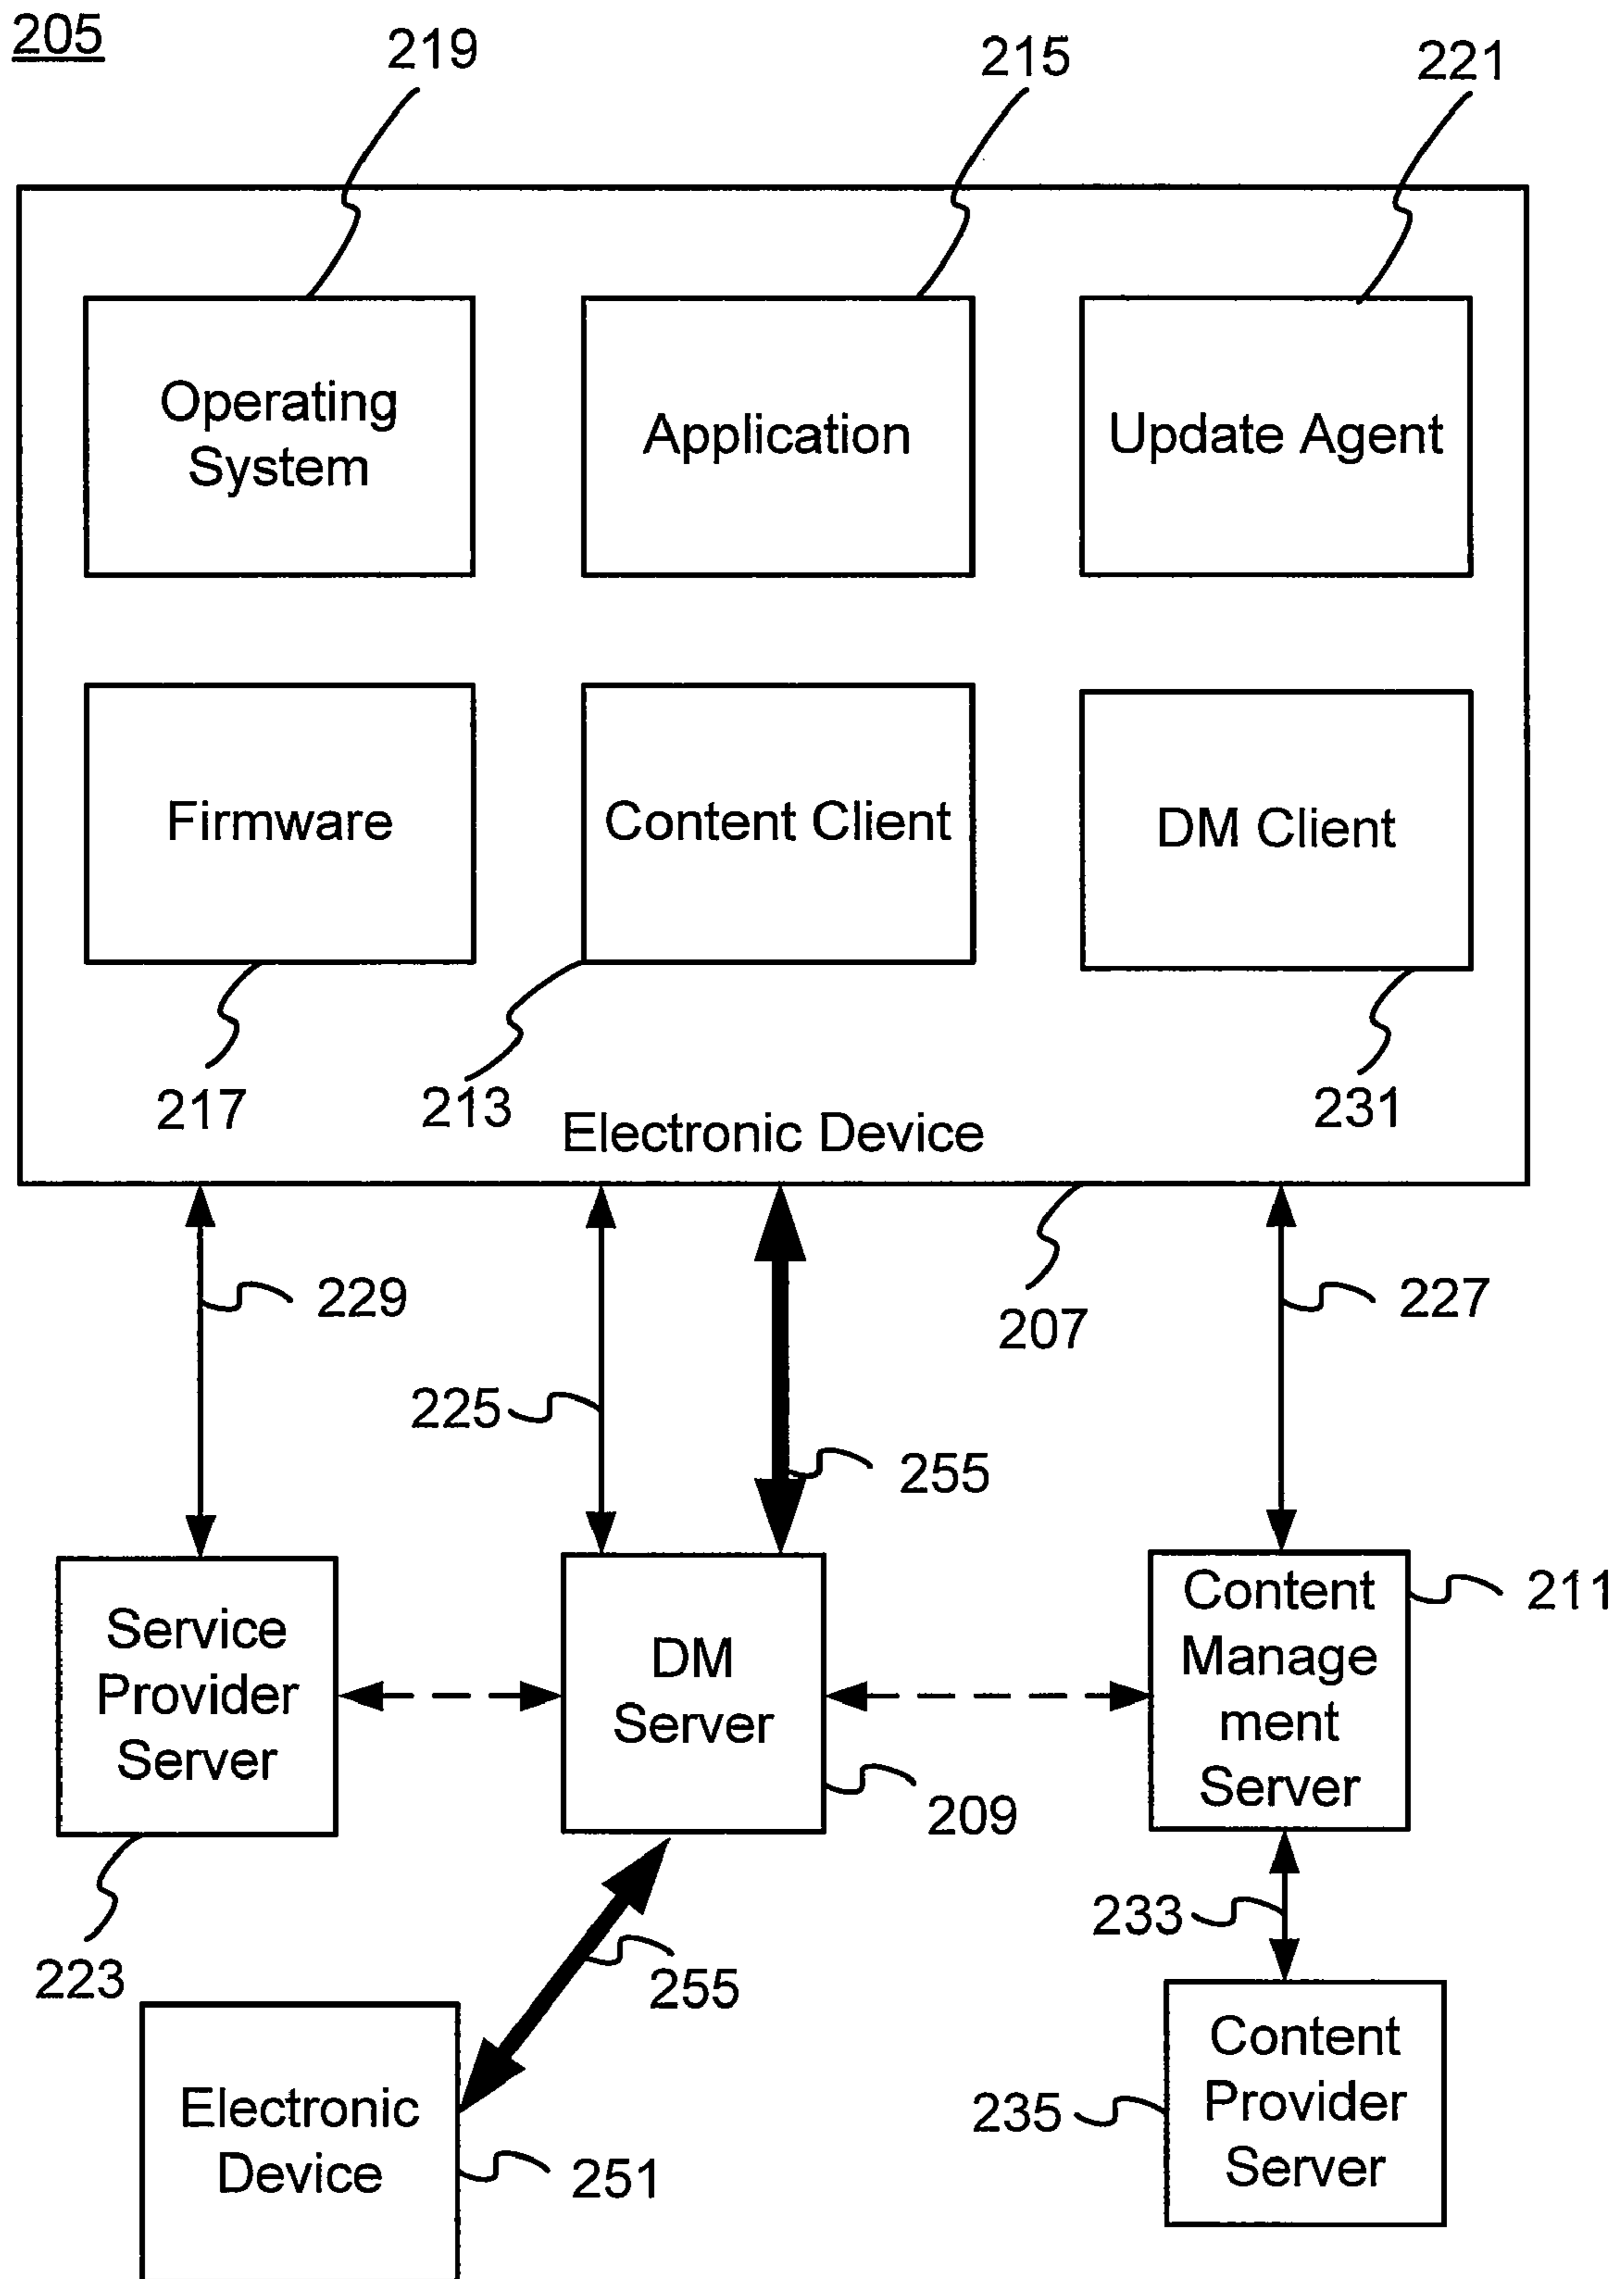 205
219
215
221
Operating
System
Application
Update Agent
Firmware
Content Client
DM Client
217
213
231
Electronic Device
229
207
227
225
255
Service
Provider
Server
DM
Server
Content
Manage
ment
Server
211
209
223
255
233
Electronic
Device
251
235
Content
Provider
Server